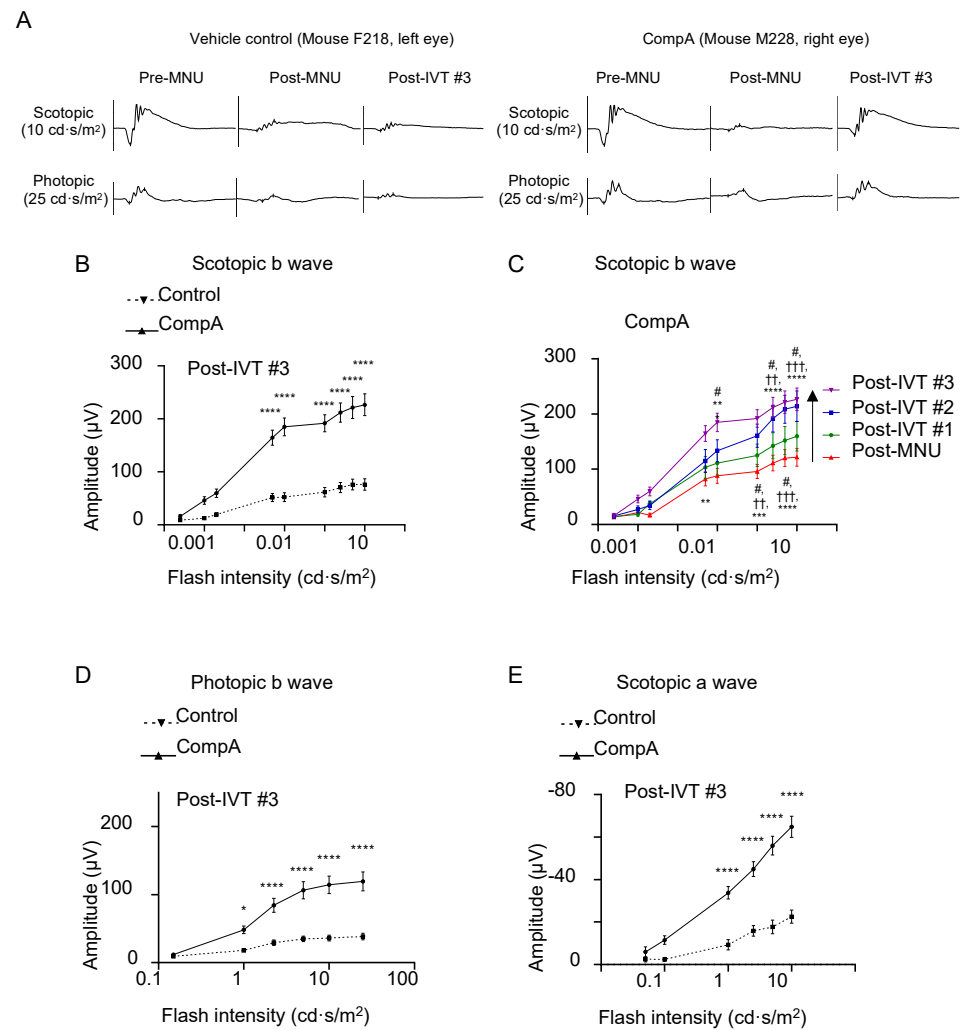 A
Vehicle control (Mouse F218, left eye)
CompA (Mouse M228, right eye)
Pre-MNU
Post-MNU
Post-IVT #3
Pre-MNU
Post-MNU
Post-IVT #3
Scotopic
(10 cd·s/m²)
Scotopic
(10 cd·s/m²)
Photopic
(25 cd·s/m²)
Photopic
(25 cd·s/m²)
B
Scotopic b wave
Control
CompA
Post-IVT #3
300
200
100
0
Amplitude (µV)
****
****
****
****
****
****
0.001
0.01
10
Flash intensity (cd·s/m²)
C
Scotopic b wave
CompA
300
200
100
0
Amplitude (µV)
#
**
*
#,
††,
****
#,
†††,
****
**
#,
††,
***
#,
†††,
****
Post-IVT #3
Post-IVT #2
Post-IVT #1
Post-MNU
0.001
0.01
10
Flash intensity (cd·s/m²)
D
Photopic b wave
Control
CompA
Post-IVT #3
200
100
0
Amplitude (µV)
*
****
****
****
****
0.1
1
10
100
Flash intensity (cd·s/m²)
E
Scotopic a wave
Control
CompA
Post-IVT #3
-80
-40
0
Amplitude (µV)
****
****
****
****
0.1
1
10
Flash intensity (cd·s/m²)